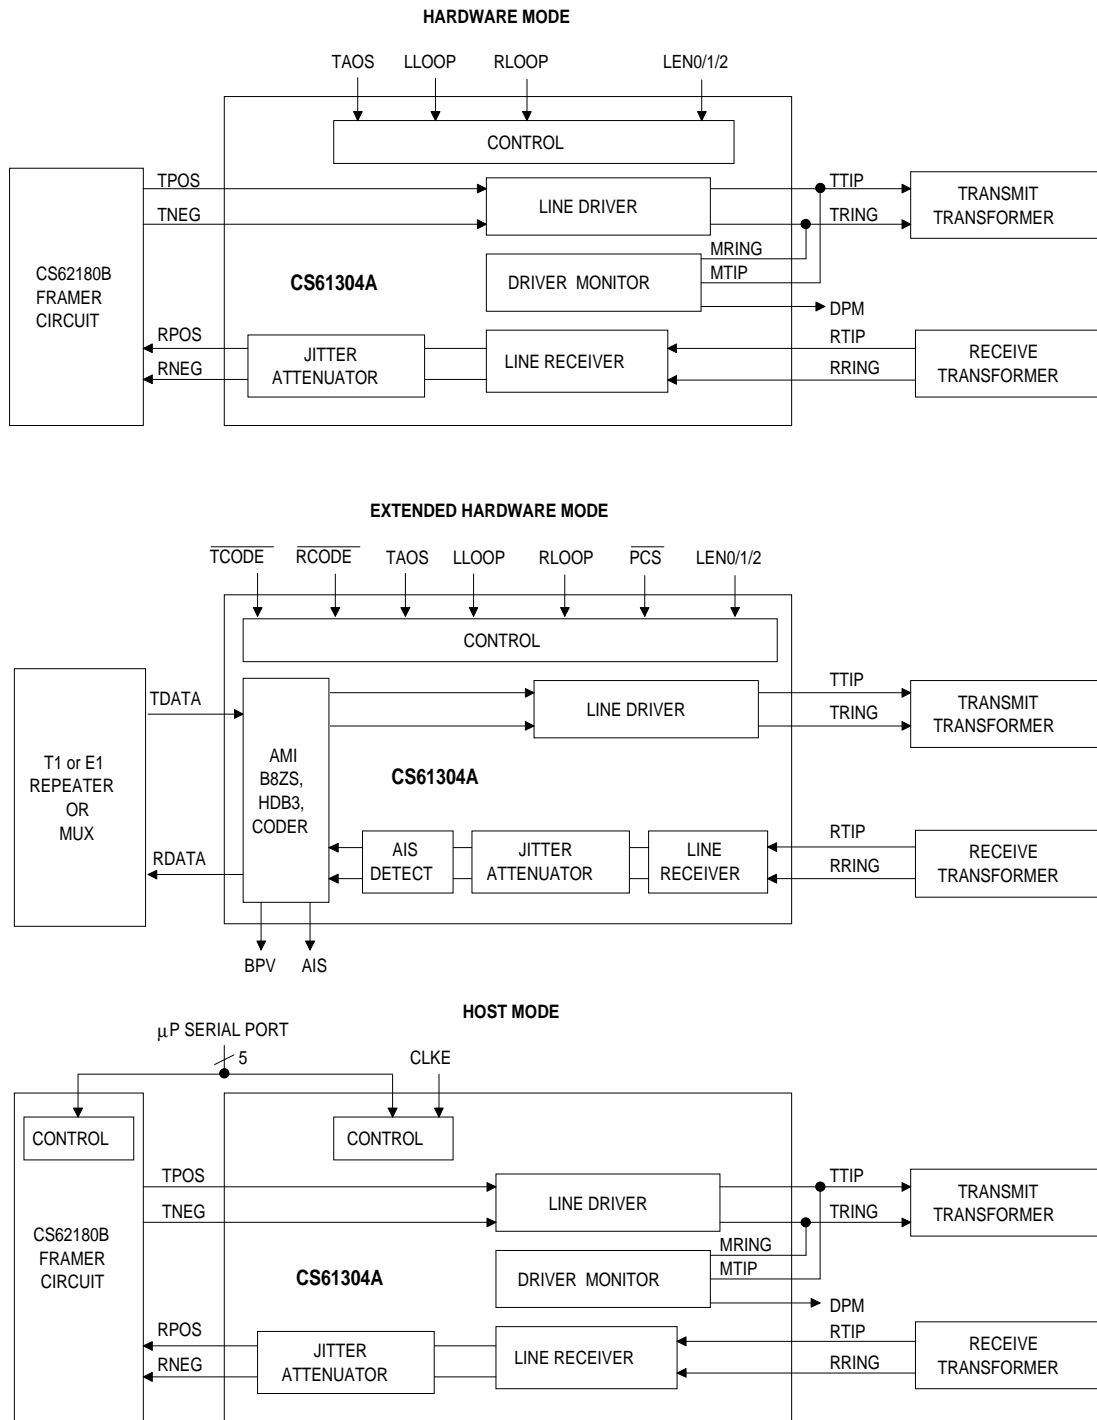 HARDWARE MODE
TAOS LLOOP RLOOP LEN0/1/2
CONTROL
TPOS
TNEG
LINE DRIVER
TTIP
TRING
TRANSMIT
TRANSFORMER
MRING
MTIP
DRIVER MONITOR
DPM
CS61304A
CS62180B
FRAMER
CIRCUIT
RPOS
RNEG
JITTER
ATTENUATOR
LINE RECEIVER
RTIP
RRING
RECEIVE
TRANSFORMER
EXTENDED HARDWARE MODE
TCODE RCODE TAOS LLOOP RLOOP PCS LEN0/1/2
CONTROL
TDATA
LINE DRIVER
TTIP
TRING
TRANSMIT
TRANSFORMER
T1 or E1
REPEATER
OR
MUX
AMI
B8ZS,
HDB3,
CODER
CS61304A
RDATA
AIS
DETECT
JITTER
ATTENUATOR
LINE
RECEIVER
RTIP
RRING
RECEIVE
TRANSFORMER
BPV AIS
HOST MODE
μP SERIAL PORT
5
CLKE
CONTROL
CONTROL
TPOS
TNEG
LINE DRIVER
TTIP
TRING
TRANSMIT
TRANSFORMER
CS62180B
FRAMER
CIRCUIT
CS61304A
MRING
MTIP
DRIVER MONITOR
DPM
RPOS
RNEG
JITTER
ATTENUATOR
LINE RECEIVER
RTIP
RRING
RECEIVE
TRANSFORMER